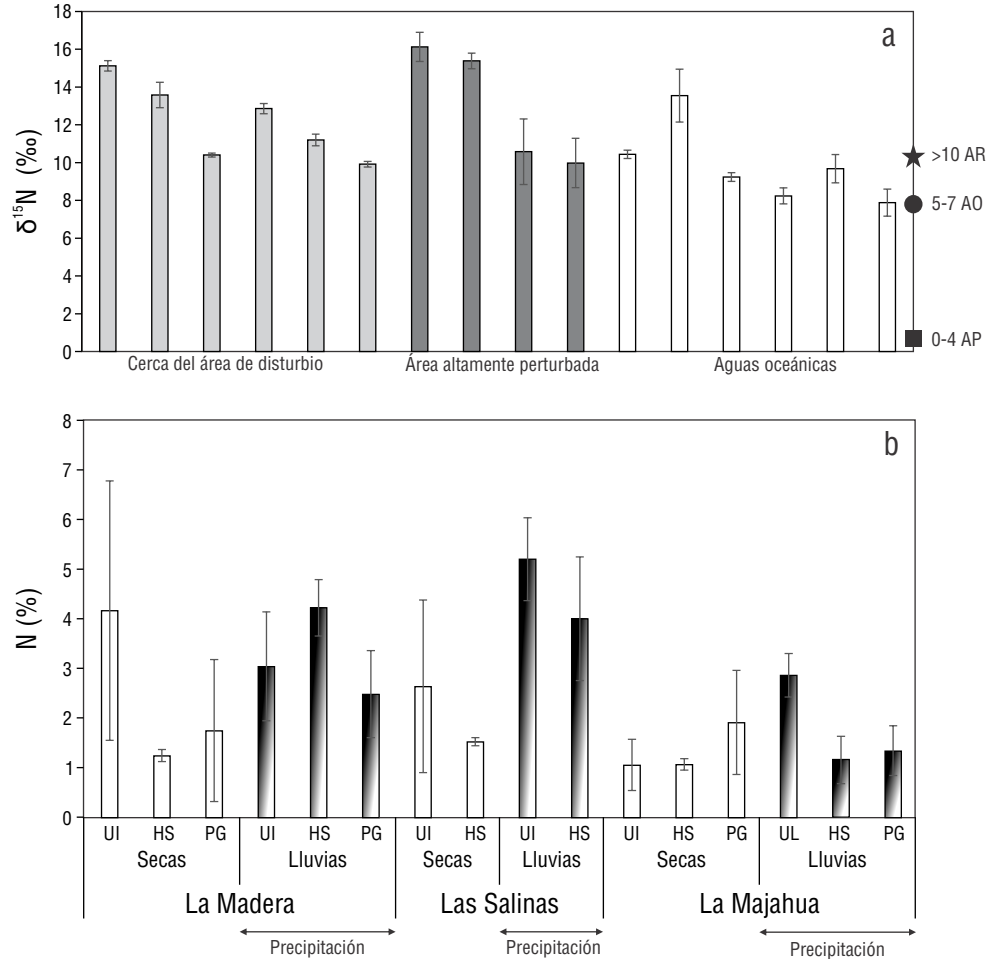 a
δ¹⁵N (‰)
18
16
14
12
10
8
6
4
2
0
>10 AR
5-7 AO
0-4 AP
Cerca del área de disturbio Área altamente perturbada Aguas oceánicas
b
N (%)
8
7
6
5
4
3
2
1
0
UI HS PG UI HS PG UI HS UI HS UI HS PG UL HS PG
Secas Lluvias Secas Lluvias Secas Lluvias
La Madera Las Salinas La Majahua
Precipitación Precipitación Precipitación